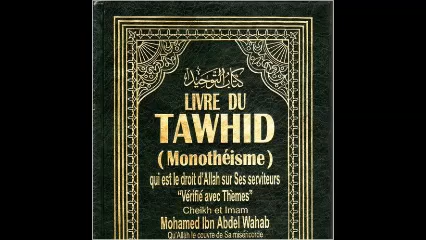 كتاب التوحيد
LIVRE DU
TAWHID
(Monothéisme)
qui est le droit d'Allah sur Ses serviteurs
"Vérifié avec Thèmes"
Cheikh et Imam
Mohamed Ibn Abdel Wahab
Qu'Allah le couvre de Sa miséricorde